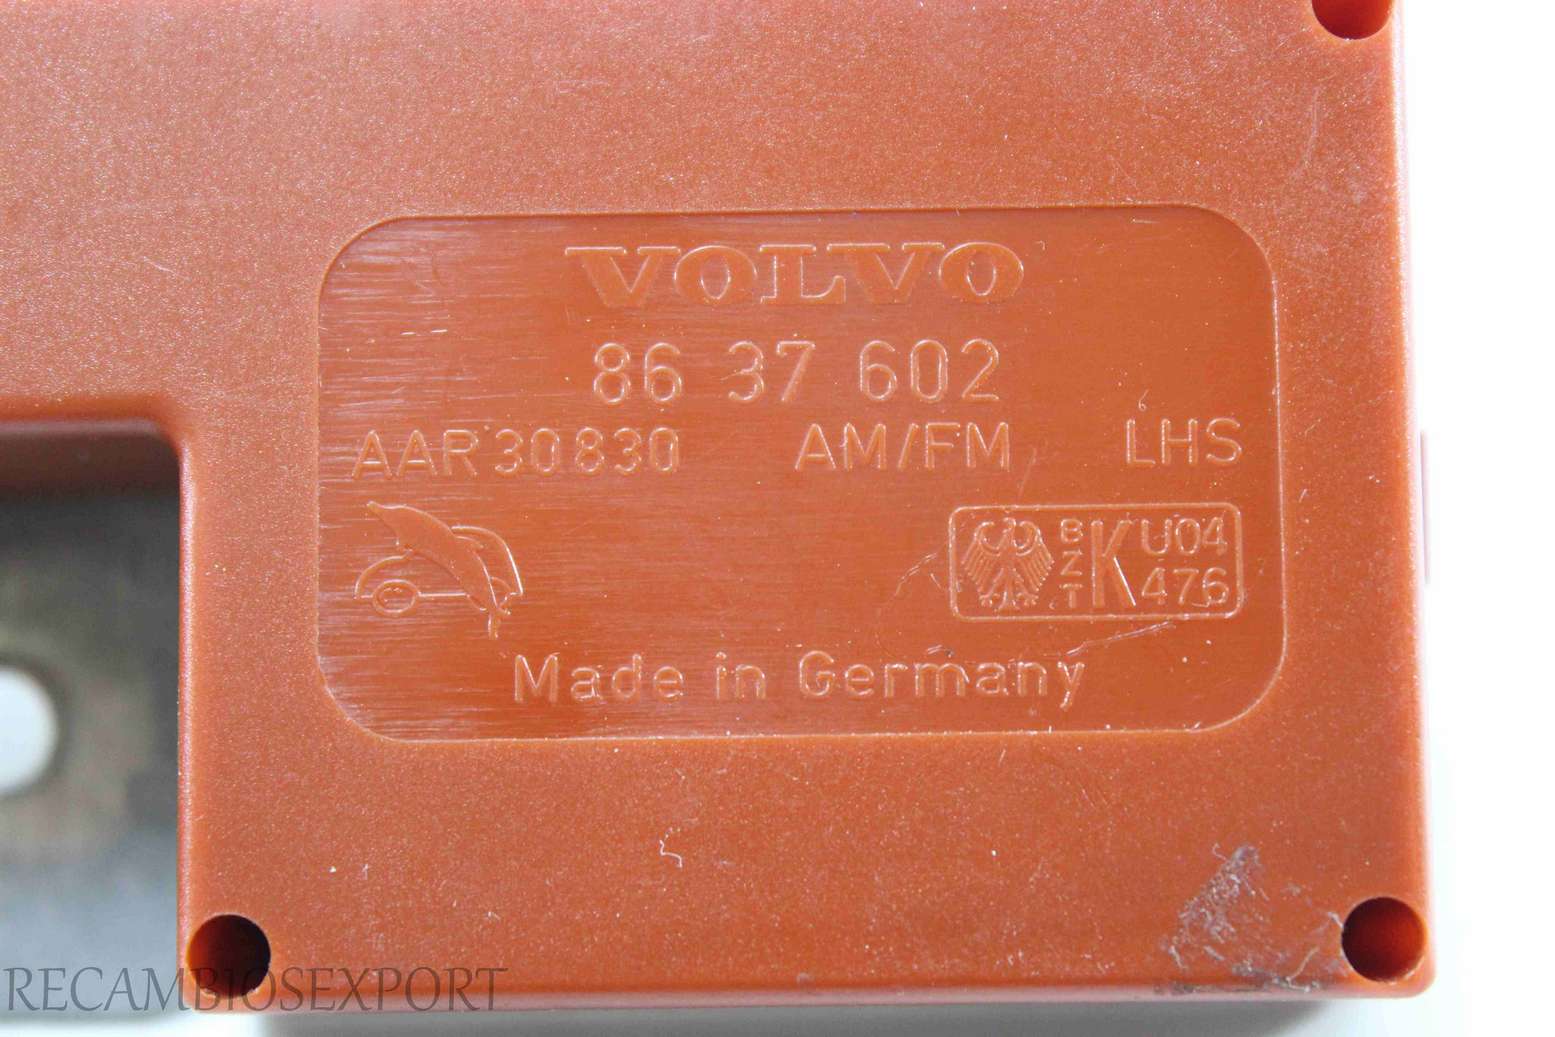 VOLVO
86 37 602
AAR 30830 AM/FM LHS
BZT K U04 476
Made in Germany
RECAMBIOSEXPORT